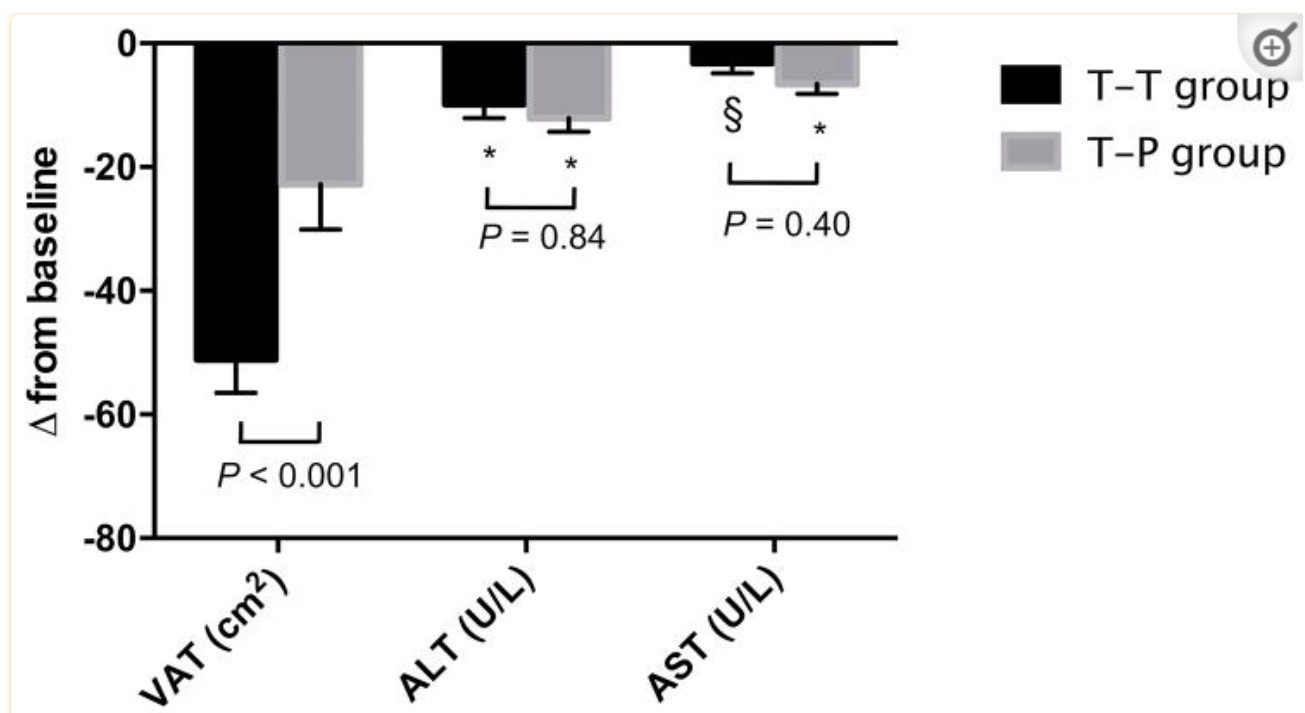 0
-20
-40
-60
-80
Δ from baseline
P < 0.001
*
*
P = 0.84
§
*
P = 0.40
VAT (cm²)
ALT (U/L)
AST (U/L)
T–T group
T–P group